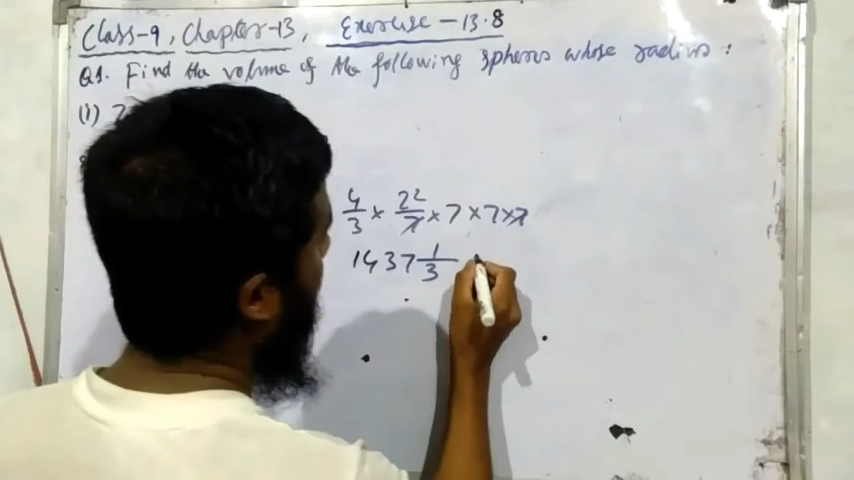 Class-9, Chapter-13, Exercise-13.8
Q1. Find the volume of the following spheres whose radius :
(i) 7
4/3 × 22/7 × 7 × 7 × 7
1437 1/3